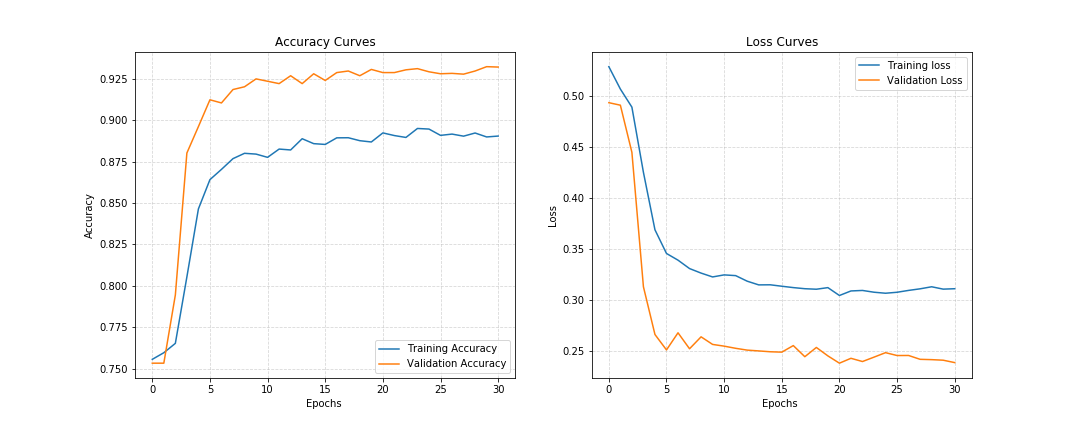 Accuracy Curves
Accuracy
0.925
0.900
0.875
0.850
0.825
0.800
0.775
0.750
Training Accuracy
Validation Accuracy
0 5 10 15 20 25 30
Epochs
Loss Curves
Loss
0.50
0.45
0.40
0.35
0.30
0.25
Training loss
Validation Loss
0 5 10 15 20 25 30
Epochs